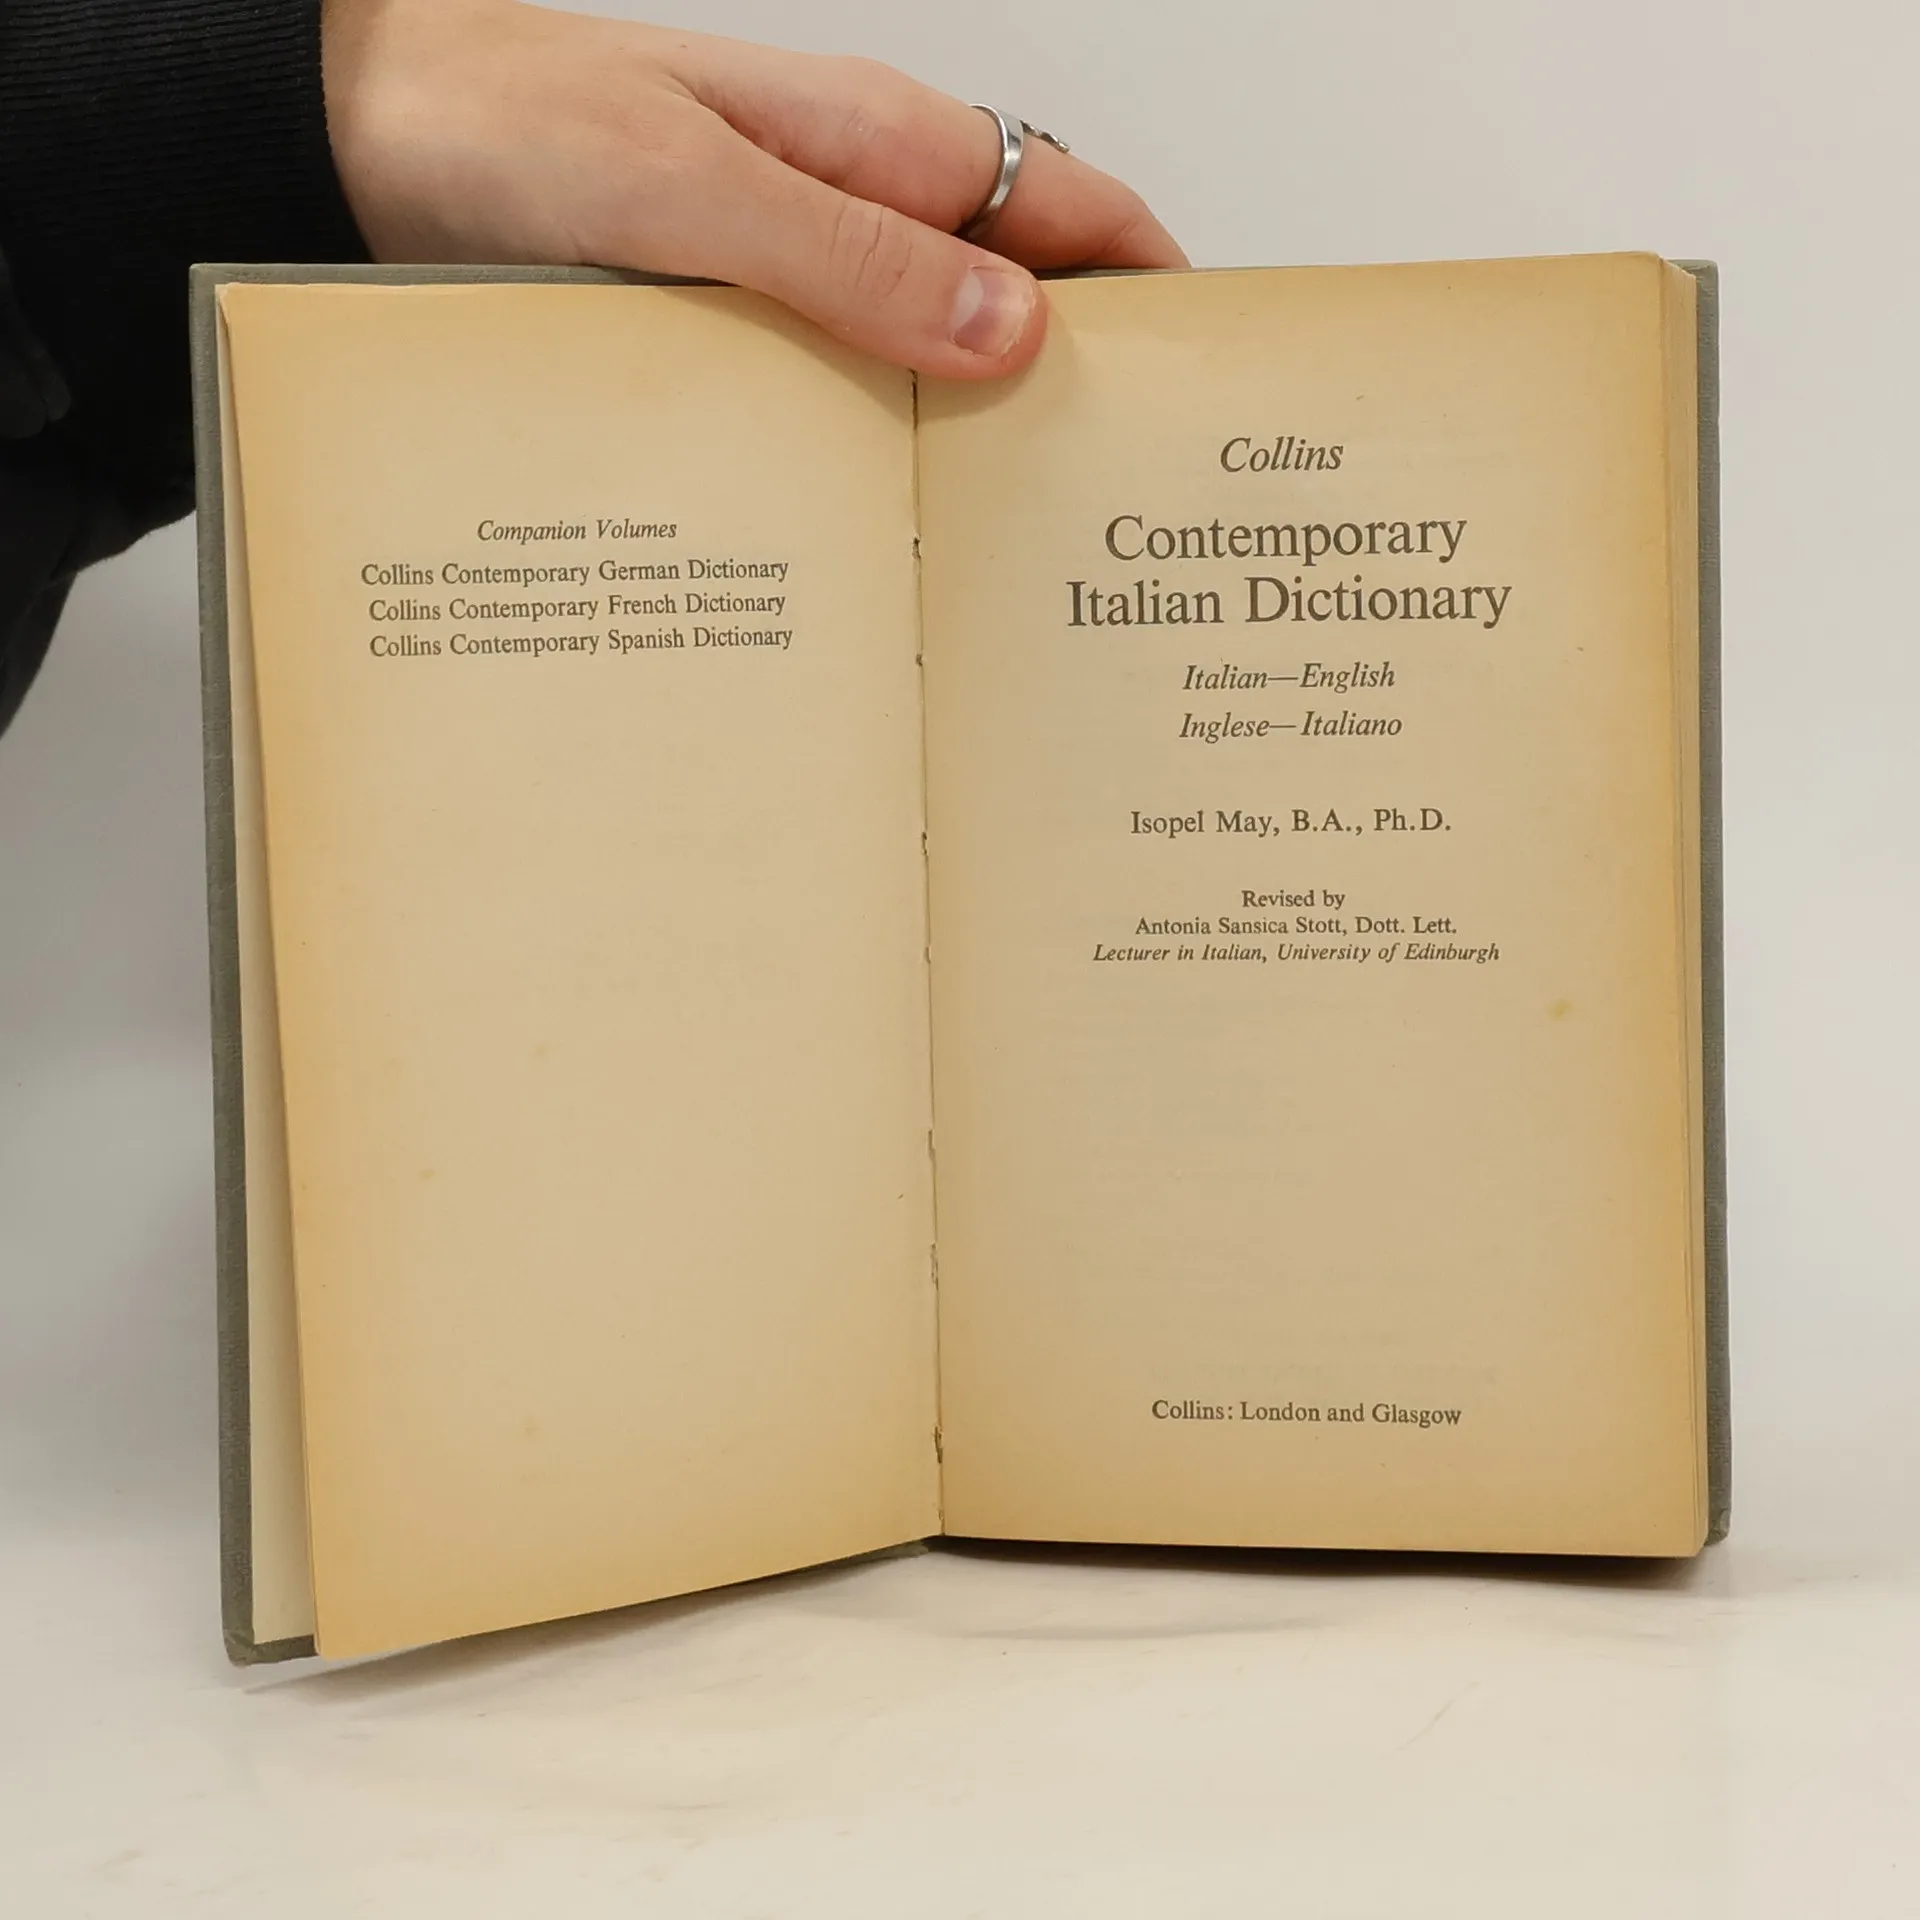 Companion Volumes
Collins Contemporary German Dictionary
Collins Contemporary French Dictionary
Collins Contemporary Spanish Dictionary
Collins
Contemporary
Italian Dictionary
Italian—English
Inglese—Italiano
Isopel May, B.A., Ph.D.
Revised by
Antonia Sansica Stott, Dott. Lett.
Lecturer in Italian, University of Edinburgh
Collins: London and Glasgow